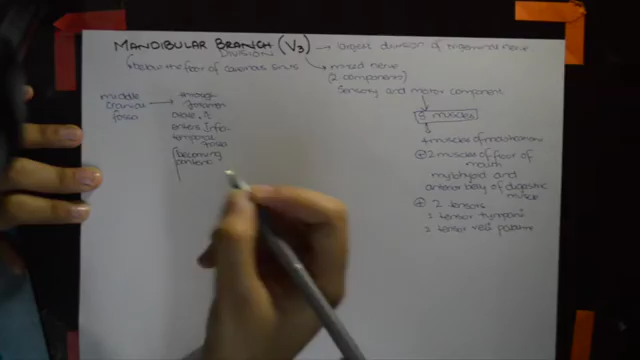 MANDIBULAR BRANCH (V3) → largest division of trigeminal nerve
DIVISION
below the floor of cavenous sinus
mixed nerve
(2 components)
sensory and motor component
middle
cranial
fossa
→ through
foramen
Ovale, it
enters Infra-
temporal
fossa
becoming
8 muscles
4 muscles of mastication
+ 2 muscles of floor of
mouth
mylohyoid and
anterior belly of digastric
muscle
+ 2 tensors
1 tensor tympani
2 tensor veli palatini